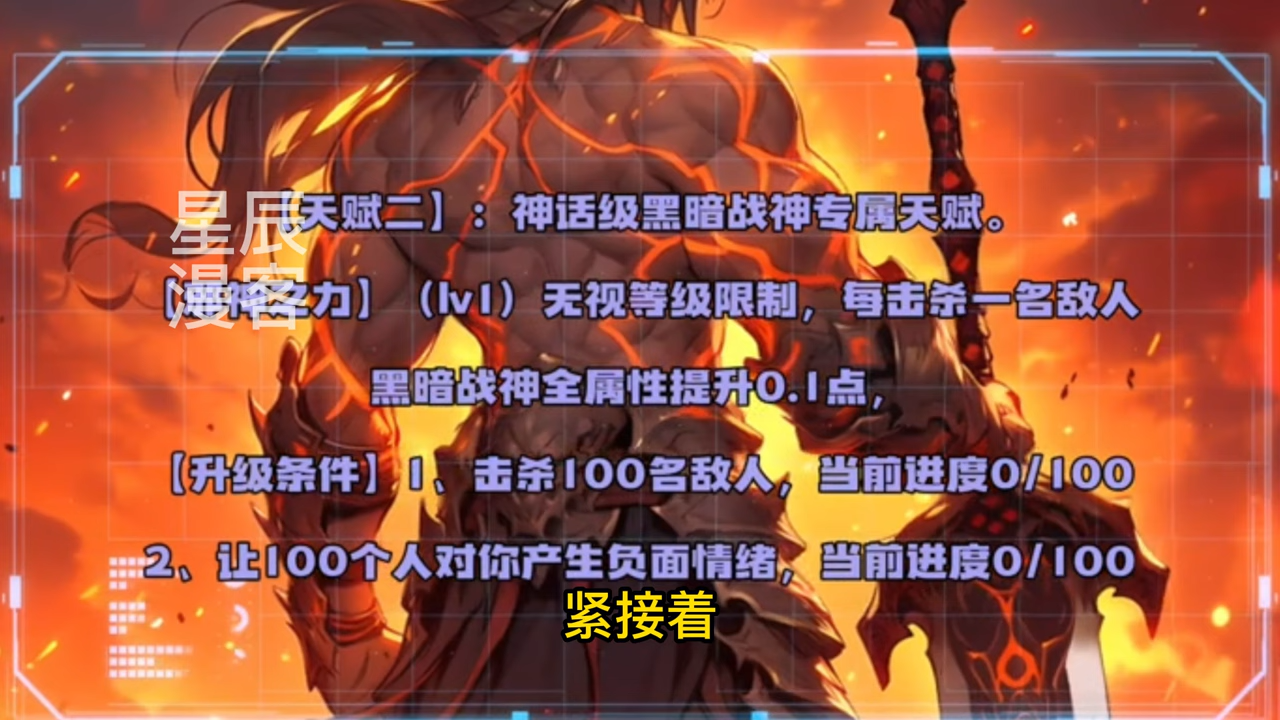 星辰
漫客
【天赋二】：神话级黑暗战神专属天赋。
力】（lv1）无视等级限制，每击杀一名敌人
黑暗战神全属性提升0.1点，
【升级条件】1、击杀100名敌人，当前进度0/100
2、让100个人对你产生负面情绪，当前进度0/100
紧接着